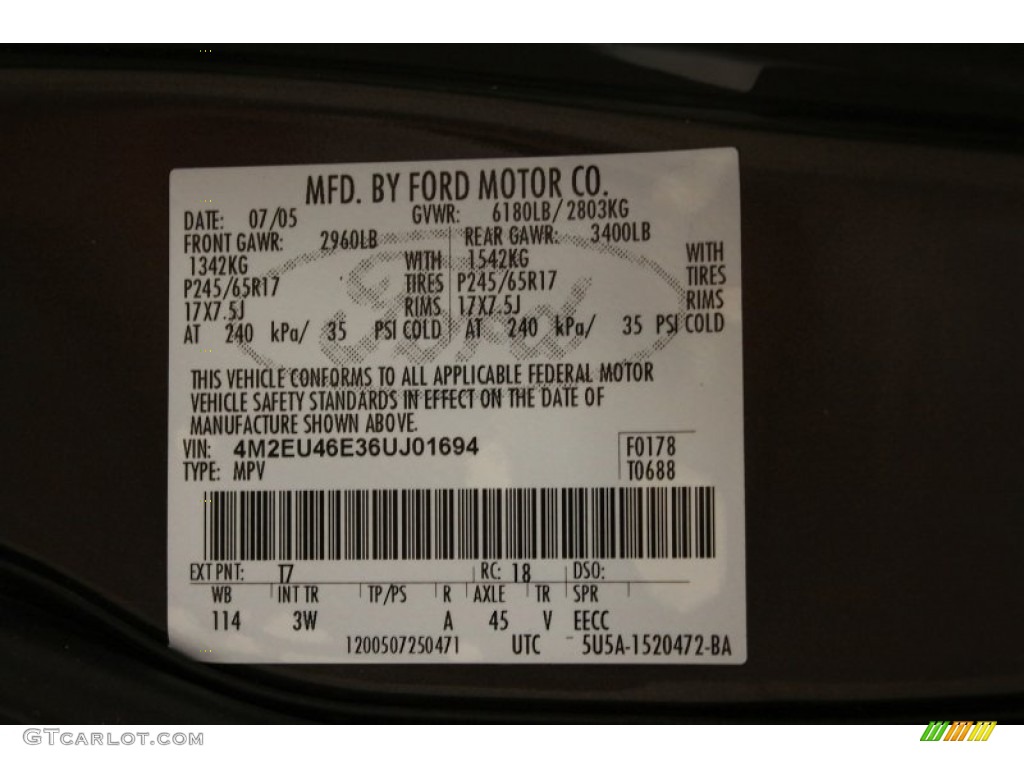 MFD. BY FORD MOTOR CO.
DATE: 07/05 GVWR: 6180LB/ 2803KG
FRONT GAWR: 2960LB REAR GAWR: 3400LB
1342KG WITH 1542KG WITH
P245/65R17 TIRES P245/65R17 TIRES
17X7.5J RIMS 17X7.5J RIMS
AT 240 kPa/ 35 PSI COLD AT 240 kPa/ 35 PSI COLD
Ford
THIS VEHICLE CONFORMS TO ALL APPLICABLE FEDERAL MOTOR
VEHICLE SAFETY STANDARDS IN EFFECT ON THE DATE OF
MANUFACTURE SHOWN ABOVE.
VIN: 4M2EU46E36UJ01694 F0178
TYPE: MPV T0688
EXT PNT: T7 RC: 18 DSO:
WB INT TR TP/PS R AXLE TR SPR
114 3W A 45 V EECC
1200507250471 UTC 5U5A-1520472-BA
GTCARLOT.COM